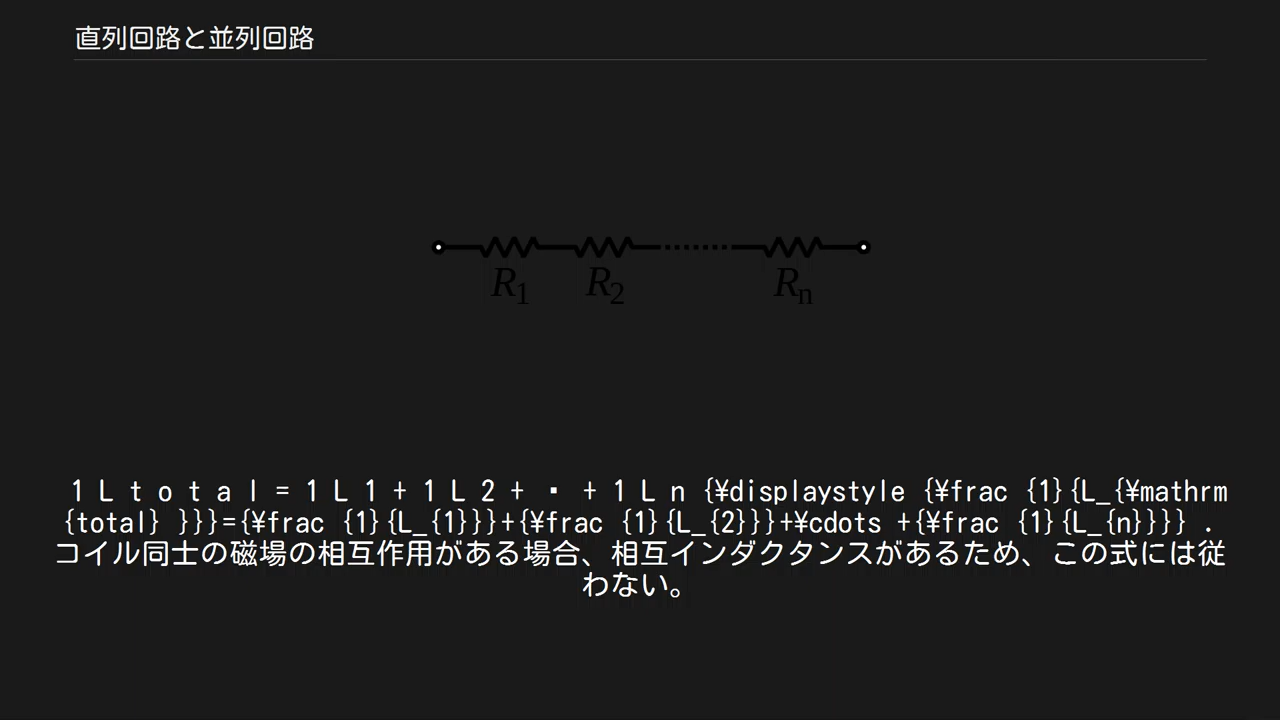 直列回路と並列回路
R1 R2 Rn
1 L t o t a l = 1 L 1 + 1 L 2 + ⋅ + 1 L n {¥displaystyle {¥frac {1}{L_{¥mathrm
{total} }}}={¥frac {1}{L_{1}}}+{¥frac {1}{L_{2}}}+¥cdots +{¥frac {1}{L_{n}}}} .
コイル同士の磁場の相互作用がある場合、相互インダクタンスがあるため、この式には従
わない。